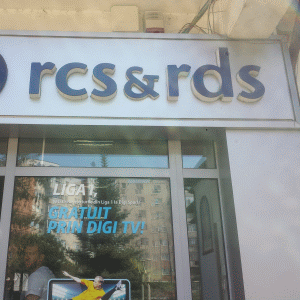 rcs&rds
LIGA 1,
GRATUIT
PRIN DIGI TV!